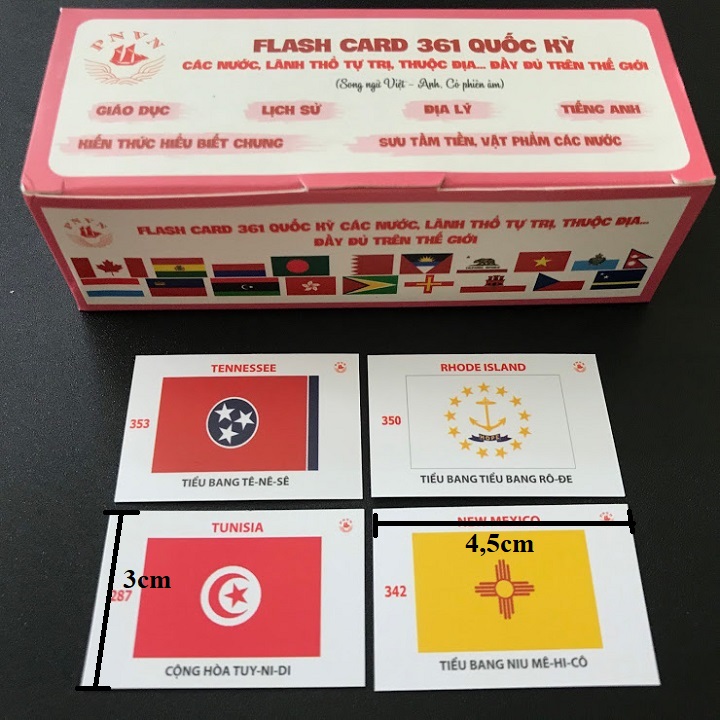 PNVN
FLASH CARD 361 QUỐC KỲ
CÁC NƯỚC, LÃNH THỔ TỰ TRỊ, THUỘC ĐỊA... ĐẦY ĐỦ TRÊN THẾ GIỚI
(Song ngữ Việt - Anh. Có phiên âm)
GIÁO DỤC LỊCH SỬ ĐỊA LÝ TIẾNG ANH
KIẾN THỨC HIỂU BIẾT CHUNG SƯU TẦM TIỀN, VẬT PHẨM CÁC NƯỚC
PNVN
FLASH CARD 361 QUỐC KỲ CÁC NƯỚC, LÃNH THỔ TỰ TRỊ, THUỘC ĐỊA...
ĐẦY ĐỦ TRÊN THẾ GIỚI
TENNESSEE
353
TIỂU BANG TÊ-NÊ-SÊ
RHODE ISLAND
350
HOPE
TIỂU BANG TIỂU BANG RÔ-ĐE
TUNISIA
3cm
287
CỘNG HÒA TUY-NI-DI
NEW MEXICO
4,5cm
342
TIỂU BANG NIU MÊ-HI-CÔ